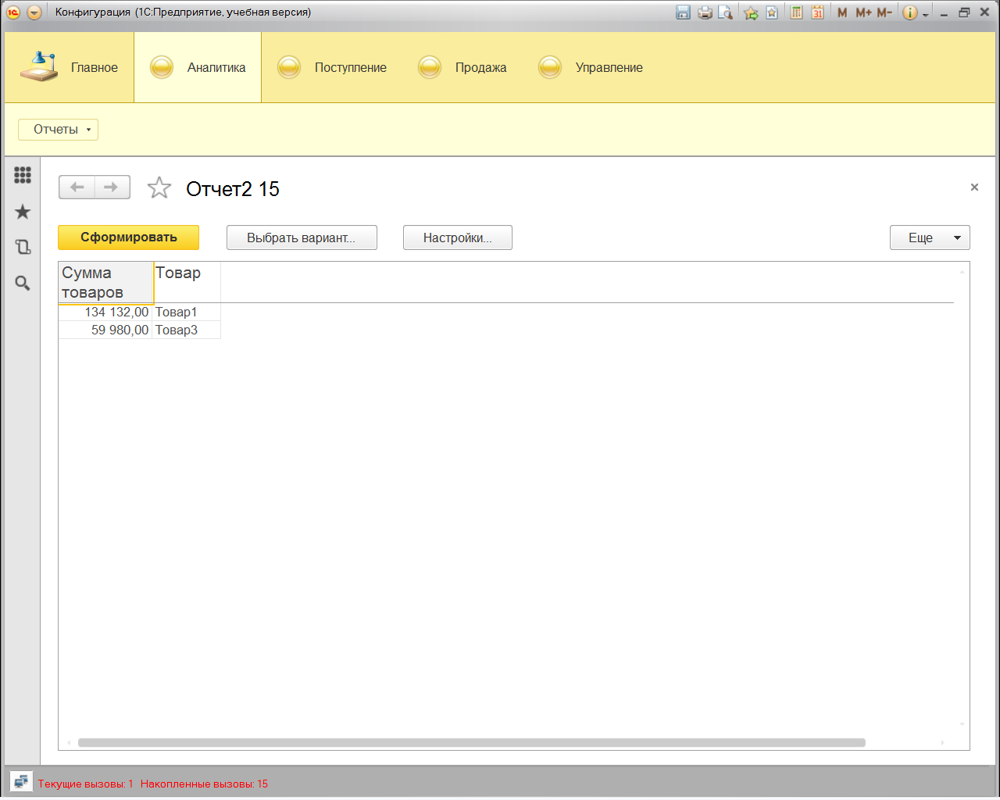 Конфигурация (1С:Предприятие, учебная версия)
31 M M+ M-
Главное Аналитика Поступление Продажа Управление
Отчеты
Отчет2 15
Сформировать Выбрать вариант... Настройки... Еще
Сумма товаров Товар
134 132,00 Товар1
59 980,00 Товар3
Текущие вызовы: 1 Накопленные вызовы: 15